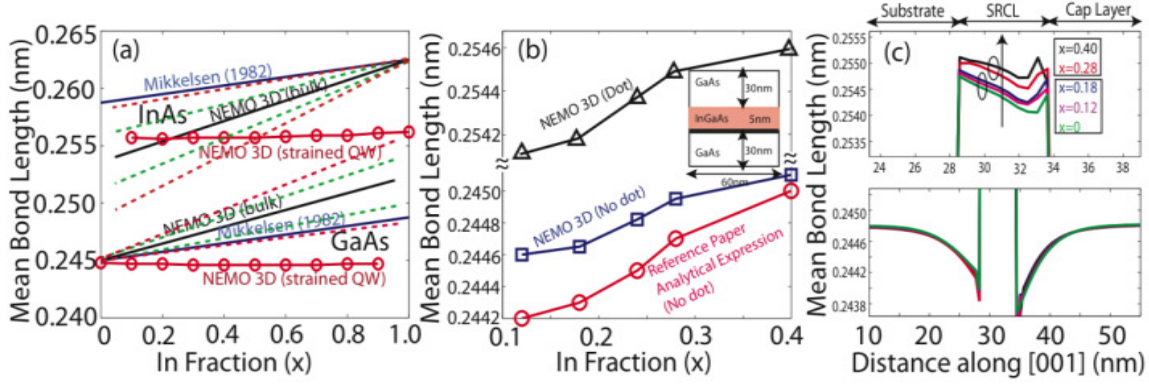 (a)
Mean Bond Length (nm)
0.265
0.260
0.255
0.250
0.245
0.240
Mikkelsen (1982)
InAs
NEMO 3D (bulk)
NEMO 3D (strained QW)
NEMO 3D (bulk)
Mikkelsen (1982)
GaAs
NEMO 3D (strained QW)
0 0.2 0.4 0.6 0.8 1.0
In Fraction (x)
(b)
Mean Bond Length (nm)
0.2546
0.2544
0.2542
0.2450
0.2448
0.2446
0.2444
0.2442
NEMO 3D (Dot)
GaAs
30nm
InGaAs 5nm
GaAs
30nm
60nm
NEMO 3D (No dot)
Reference Paper
Analytical Expression
(No dot)
0.1 0.2 0.3 0.4
In Fraction (x)
Substrate SRCL Cap Layer
(c)
Mean Bond Length (nm)
0.2555
0.2550
0.2540
0.2535
x=0.40
x=0.28
x=0.18
x=0.12
x=0
24 26 28 30 32 34 36 38
0.2450
0.2446
0.2442
0.2438
10 20 30 40 50
Distance along [001] (nm)